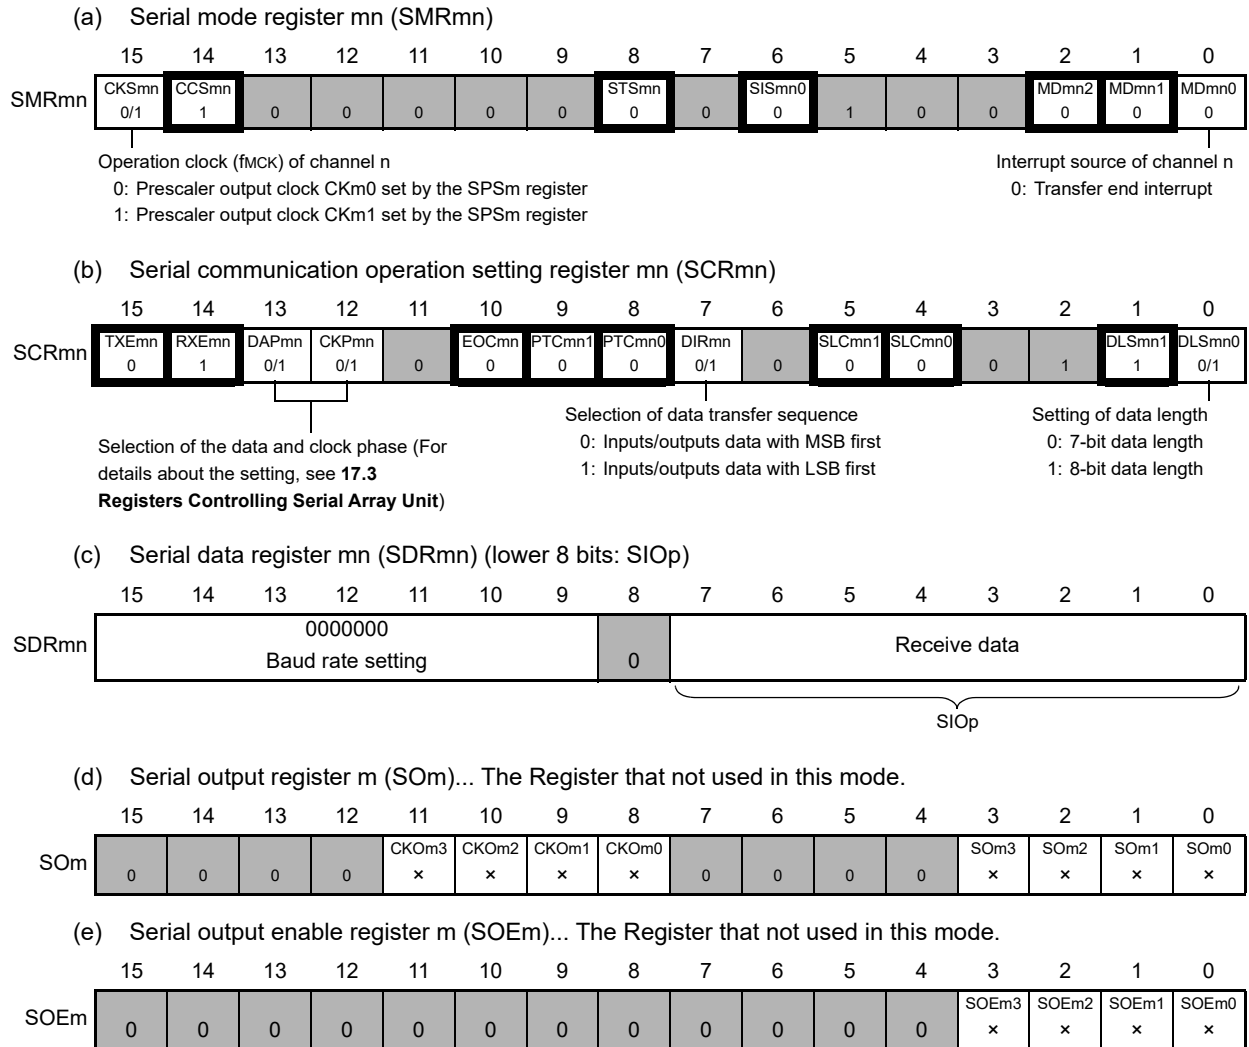 (a) Serial mode register mn (SMRmn)
15 14 13 12 11 10 9 8 7 6 5 4 3 2 1 0
CKSmn CCSmn STSmn SISmn0 MDmn2 MDmn1 MDmn0
SMRmn
0/1 1 0 0 0 0 0 0 0 0 1 0 0 0 0 0
Operation clock (fMCK) of channel n
0: Prescaler output clock CKm0 set by the SPSm register
1: Prescaler output clock CKm1 set by the SPSm register
Interrupt source of channel n
0: Transfer end interrupt
(b) Serial communication operation setting register mn (SCRmn)
15 14 13 12 11 10 9 8 7 6 5 4 3 2 1 0
TXEmn RXEmn DAPmn CKPmn EOCmn PTCmn1 PTCmn0 DIRmn SLCmn1 SLCmn0 DLSmn1 DLSmn0
SCRmn
0 1 0/1 0/1 0 0 0 0 0/1 0 0 0 0 1 1 0/1
Selection of the data and clock phase (For
details about the setting, see 17.3
Registers Controlling Serial Array Unit)
Selection of data transfer sequence
0: Inputs/outputs data with MSB first
1: Inputs/outputs data with LSB first
Setting of data length
0: 7-bit data length
1: 8-bit data length
(c) Serial data register mn (SDRmn) (lower 8 bits: SIOp)
15 14 13 12 11 10 9 8 7 6 5 4 3 2 1 0
SDRmn
0000000
Baud rate setting
0
Receive data
SIOp
(d) Serial output register m (SOm)... The Register that not used in this mode.
15 14 13 12 11 10 9 8 7 6 5 4 3 2 1 0
CKOm3 CKOm2 CKOm1 CKOm0 SOm3 SOm2 SOm1 SOm0
SOm
0 0 0 0 × × × × 0 0 0 0 × × × ×
(e) Serial output enable register m (SOEm)... The Register that not used in this mode.
15 14 13 12 11 10 9 8 7 6 5 4 3 2 1 0
SOEm3 SOEm2 SOEm1 SOEm0
SOEm
0 0 0 0 0 0 0 0 0 0 0 0 × × × ×